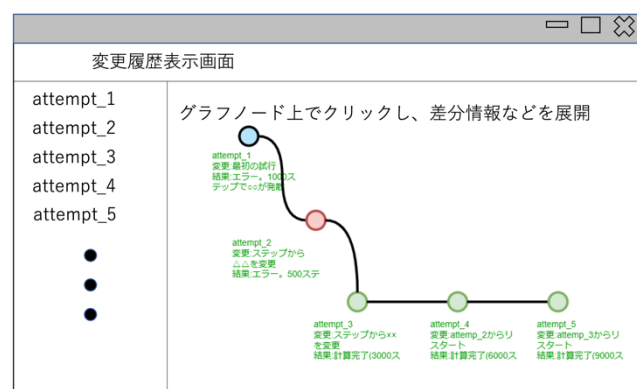 変更履歴表示画面
attempt_1
attempt_2
attempt_3
attempt_4
attempt_5
グラフノード上でクリックし、差分情報などを展開
attempt_1
変更:最初の試行
結果:エラー。1000ス
テップで○○が発散
attempt_2
変更:ステップから
△△を変更
結果:エラー。500ステ
attempt_3
変更:ステップから××
を変更
結果:計算完了(3000ス
attempt_4
変更:attemp_2からリ
スタート
結果:計算完了(6000ス
attempt_5
変更:attemp_3からリ
スタート
結果:計算完了(9000ス